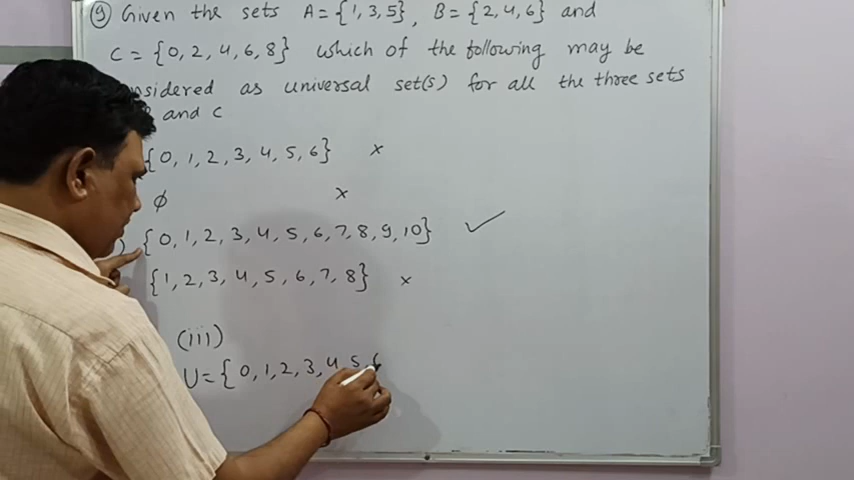 ⑨ Given the sets A = {1, 3, 5}, B = {2, 4, 6} and
C = {0, 2, 4, 6, 8} which of the following may be
nsidered as universal set(s) for all the three sets
and C
{0, 1, 2, 3, 4, 5, 6} ×
ϕ ×
) {0, 1, 2, 3, 4, 5, 6, 7, 8, 9, 10} ✓
{1, 2, 3, 4, 5, 6, 7, 8} ×
(iii)
U = {0, 1, 2, 3, 4, 5, 6